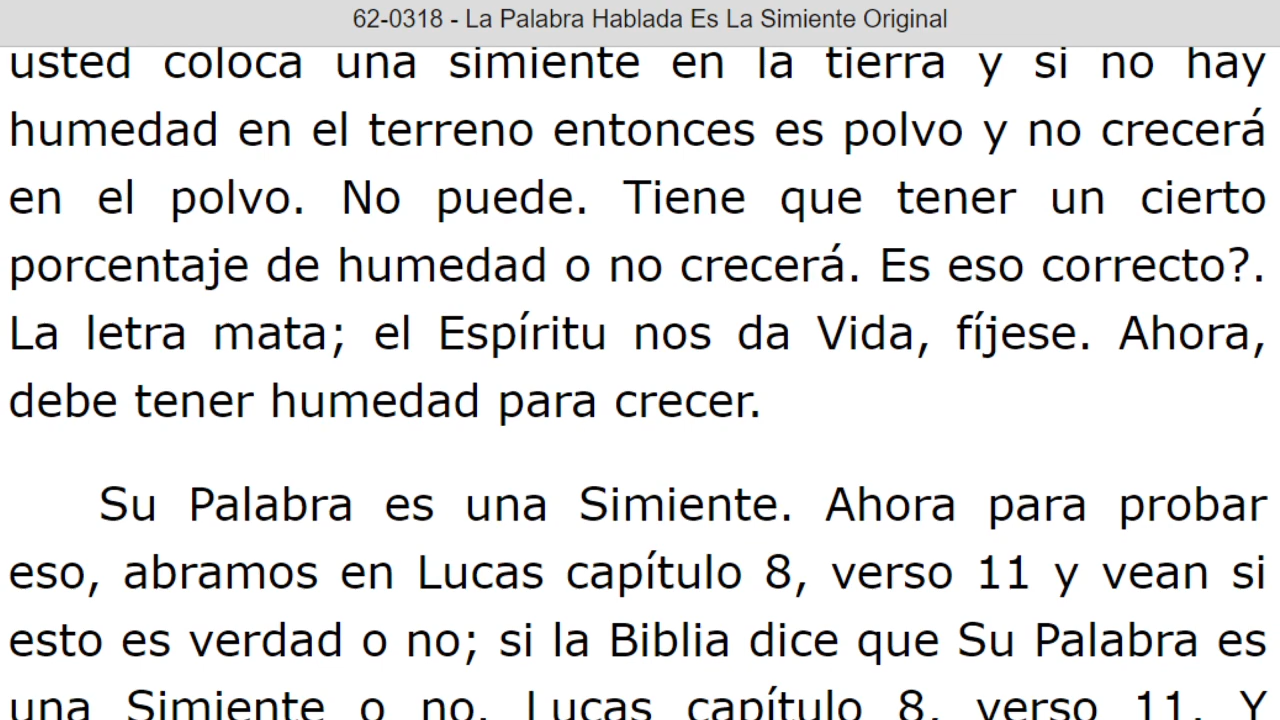 62-0318 - La Palabra Hablada Es La Simiente Original
usted coloca una simiente en la tierra y si no hay
humedad en el terreno entonces es polvo y no crecerá
en el polvo. No puede. Tiene que tener un cierto
porcentaje de humedad o no crecerá. Es eso correcto?.
La letra mata; el Espíritu nos da Vida, fíjese. Ahora,
debe tener humedad para crecer.
Su Palabra es una Simiente. Ahora para probar
eso, abramos en Lucas capítulo 8, verso 11 y vean si
esto es verdad o no; si la Biblia dice que Su Palabra es
una Simiente o no. Lucas capítulo 8, verso 11. Y